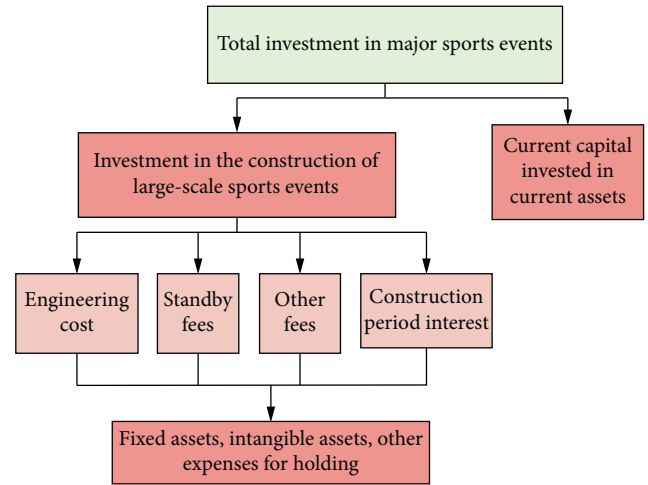 Total investment in major sports events
Investment in the construction of
large-scale sports events
Current capital
invested in
current assets
Engineering
cost
Standby
fees
Other
fees
Construction
period interest
Fixed assets, intangible assets, other
expenses for holding